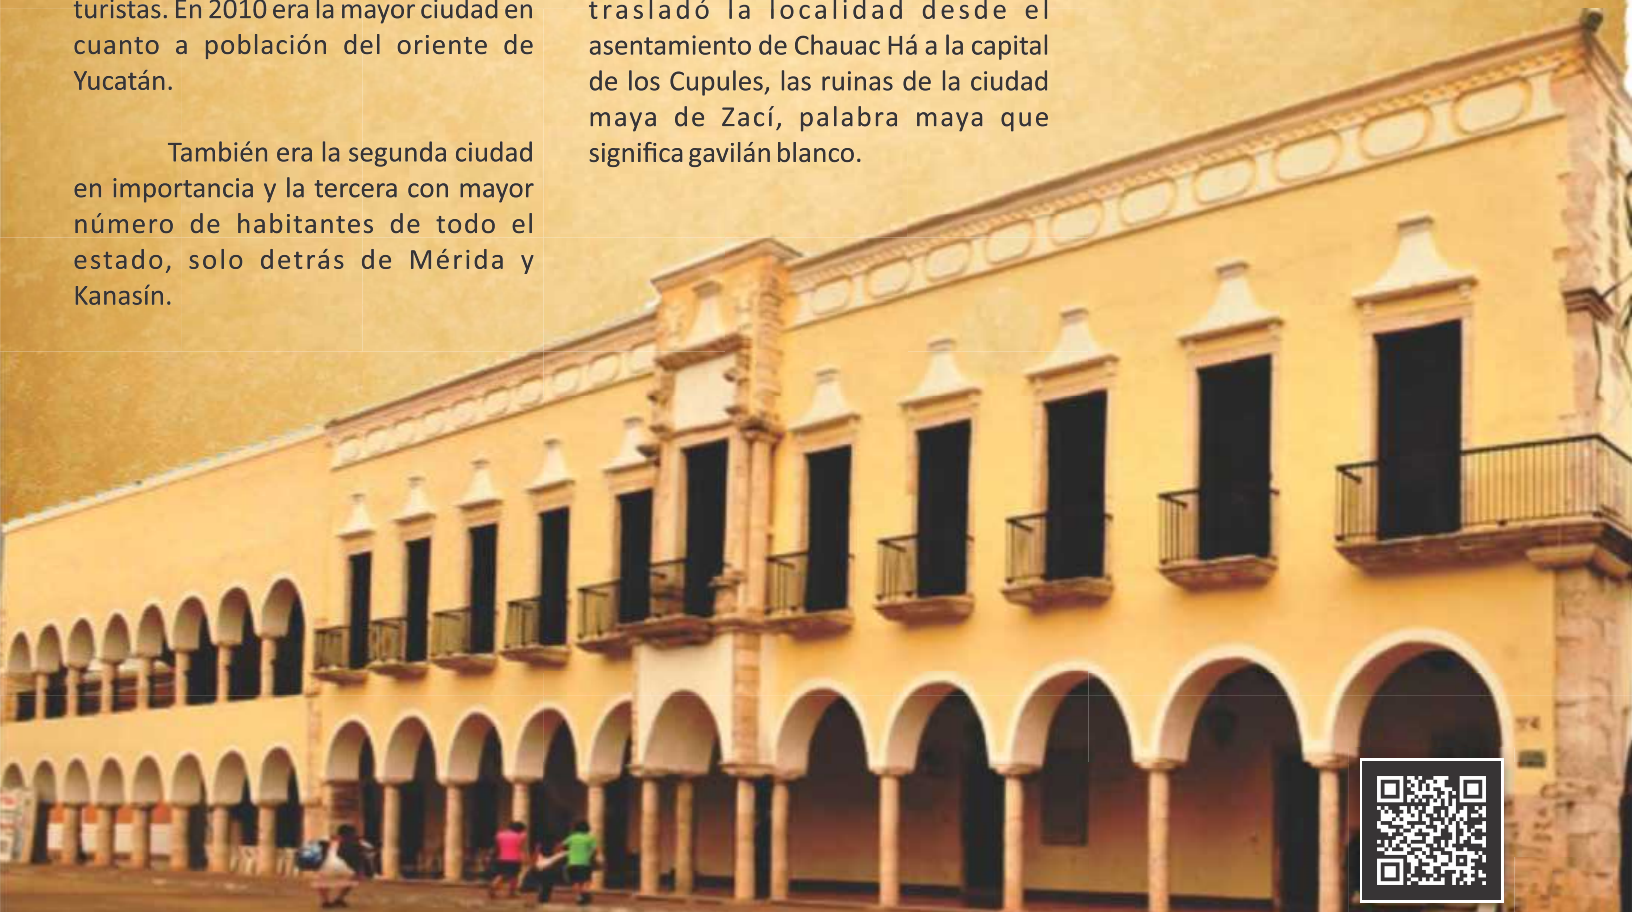 turistas. En 2010 era la mayor ciudad en
cuanto a población del oriente de
Yucatán.
También era la segunda ciudad
en importancia y la tercera con mayor
número de habitantes de todo el
estado, solo detrás de Mérida y
Kanasín.
trasladó la localidad desde el
asentamiento de Chauac Há a la capital
de los Cupules, las ruinas de la ciudad
maya de Zací, palabra maya que
significa gavilán blanco.